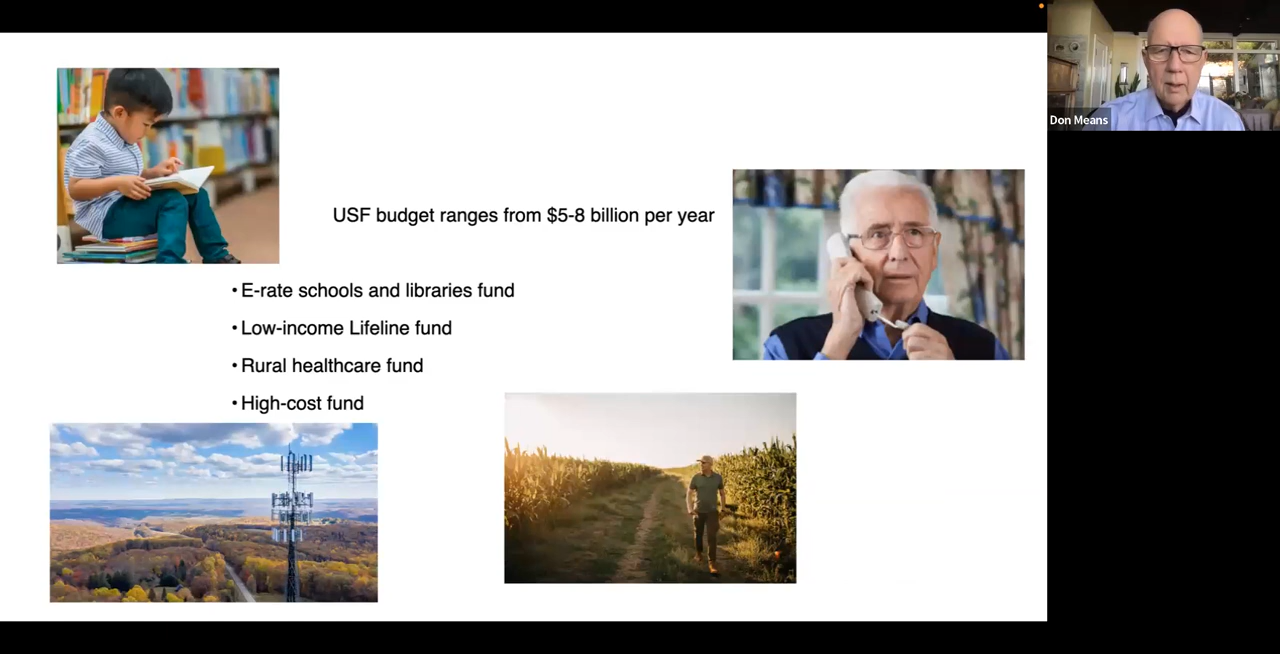 USF budget ranges from $5-8 billion per year
• E-rate schools and libraries fund
• Low-income Lifeline fund
• Rural healthcare fund
• High-cost fund
Don Means